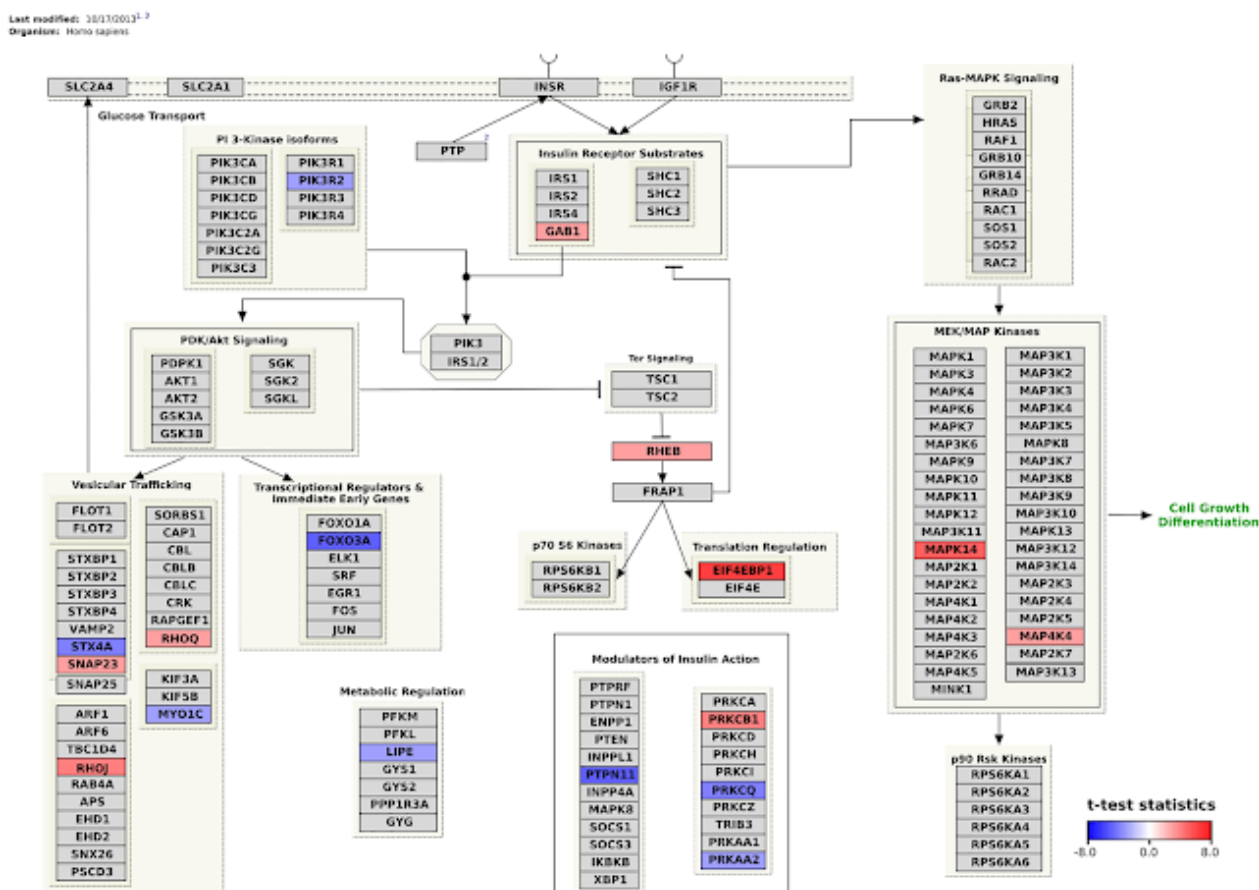 Last modified: 10/17/2013 1, 2
Organism: Homo sapiens
SLC2A4
SLC2A1
INSR
IGF1R
Glucose Transport
PTP
2
PI 3-Kinase isoforms
PIK3CA
PIK3CB
PIK3CD
PIK3CG
PIK3C2A
PIK3C2G
PIK3C3
PIK3R1
PIK3R2
PIK3R3
PIK3R4
Insulin Receptor Substrates
IRS1
IRS2
IRS4
GAB1
SHC1
SHC2
SHC3
Ras-MAPK Signaling
GRB2
HRAS
RAF1
GRB10
GRB14
RRAD
RAC1
SOS1
SOS2
RAC2
PDK/Akt Signaling
PDPK1
AKT1
AKT2
GSK3A
GSK3B
SGK
SGK2
SGKL
PIK3
IRS1/2
Tor Signaling
TSC1
TSC2
RHEB
FRAP1
MEK/MAP Kinases
MAPK1
MAPK3
MAPK4
MAPK6
MAPK7
MAP3K6
MAPK9
MAPK10
MAPK11
MAPK12
MAP3K11
MAPK14
MAP2K1
MAP2K2
MAP4K1
MAP4K2
MAP4K3
MAP2K6
MAP4K5
MINK1
MAP3K1
MAP3K2
MAP3K3
MAP3K4
MAP3K5
MAPK8
MAP3K7
MAP3K8
MAP3K9
MAP3K10
MAPK13
MAP3K12
MAP3K14
MAP2K3
MAP2K4
MAP2K5
MAP4K4
MAP2K7
MAP3K13
Cell Growth
Differentiation
Vesicular Trafficking
FLOT1
FLOT2
STXBP1
STXBP2
STXBP3
STXBP4
VAMP2
STX4A
SNAP23
SNAP25
ARF1
ARF6
TBC1D4
RHOJ
RAB4A
APS
EHD1
EHD2
SNX26
PSCD3
SORBS1
CAP1
CBL
CBLB
CBLC
CRK
RAPGEF1
RHOQ
KIF3A
KIF5B
MYO1C
Transcriptional Regulators &
Immediate Early Genes
FOXO1A
FOXO3A
ELK1
SRF
EGR1
FOS
JUN
p70 S6 Kinases
RPS6KB1
RPS6KB2
Translation Regulation
EIF4EBP1
EIF4E
Metabolic Regulation
PFKM
PFKL
LIPE
GYS1
GYS2
PPP1R3A
GYG
Modulators of Insulin Action
PTPRF
PTPN1
ENPP1
PTEN
INPPL1
PTPN11
INPP4A
MAPK8
SOCS1
SOCS3
IKBKB
XBP1
PRKCA
PRKCB1
PRKCD
PRKCH
PRKCI
PRKCQ
PRKCZ
TRIB3
PRKAA1
PRKAA2
p90 Rsk Kinases
RPS6KA1
RPS6KA2
RPS6KA3
RPS6KA4
RPS6KA5
RPS6KA6
t-test statistics
-8.0 0.0 8.0